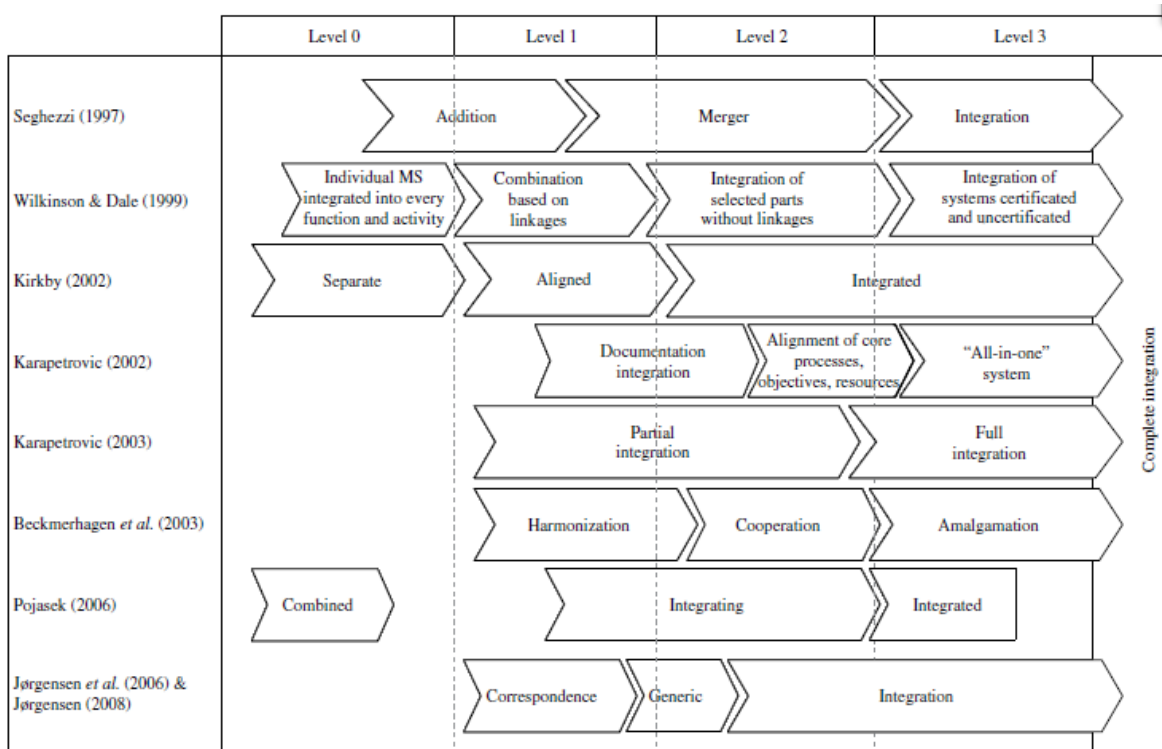 Level 0 Level 1 Level 2 Level 3
Seghezzi (1997)
Addition
Merger
Integration
Wilkinson & Dale (1999)
Individual MS
integrated into every
function and activity
Combination
based on
linkages
Integration of
selected parts
without linkages
Integration of
systems certificated
and uncertificated
Kirkby (2002)
Separate
Aligned
Integrated
Karapetrovic (2002)
Documentation
integration
Alignment of core
processes,
objectives, resources
“All-in-one”
system
Karapetrovic (2003)
Partial
integration
Full
integration
Beckmerhagen et al. (2003)
Harmonization
Cooperation
Amalgamation
Pojasek (2006)
Combined
Integrating
Integrated
Jørgensen et al. (2006) &
Jørgensen (2008)
Correspondence
Generic
Integration
Complete integration